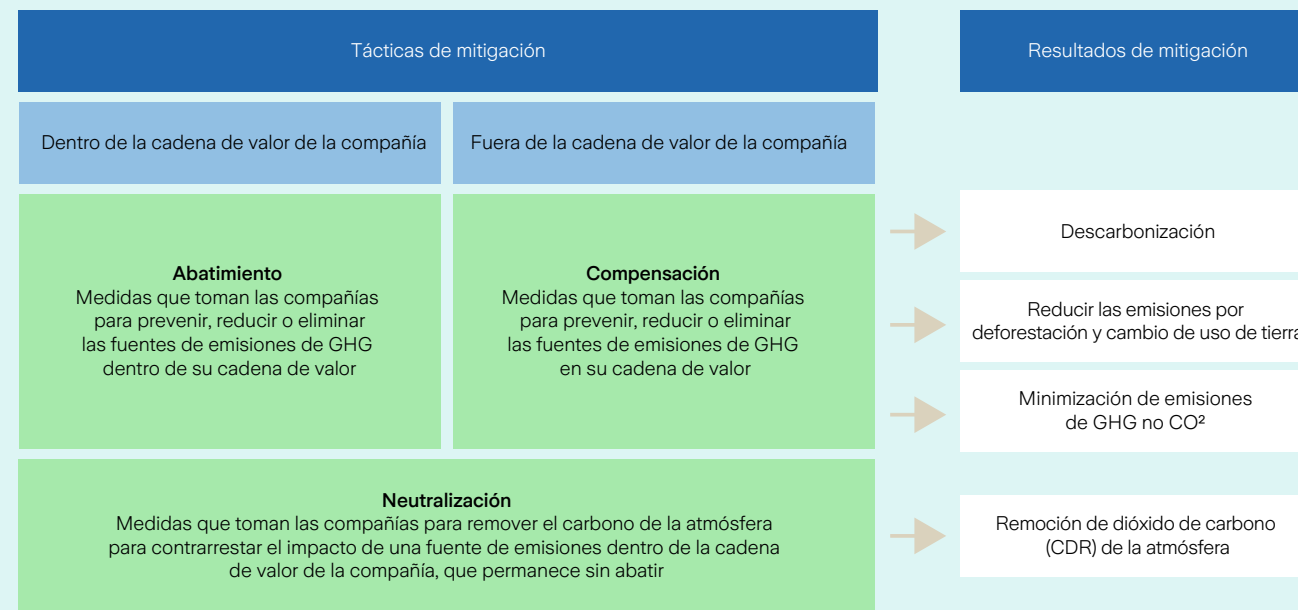 Tácticas de mitigación
Resultados de mitigación
Dentro de la cadena de valor de la compañía
Fuera de la cadena de valor de la compañía
Abatimiento
Medidas que toman las compañías
para prevenir, reducir o eliminar
las fuentes de emisiones de GHG
dentro de su cadena de valor
Compensación
Medidas que toman las compañías
para prevenir, reducir o eliminar
las fuentes de emisiones de GHG
en su cadena de valor
Descarbonización
Reducir las emisiones por
deforestación y cambio de uso de tierra
Minimización de emisiones
de GHG no CO²
Neutralización
Medidas que toman las compañías para remover el carbono de la atmósfera
para contrarrestar el impacto de una fuente de emisiones dentro de la cadena
de valor de la compañía, que permanece sin abatir
Remoción de dióxido de carbono
(CDR) de la atmósfera